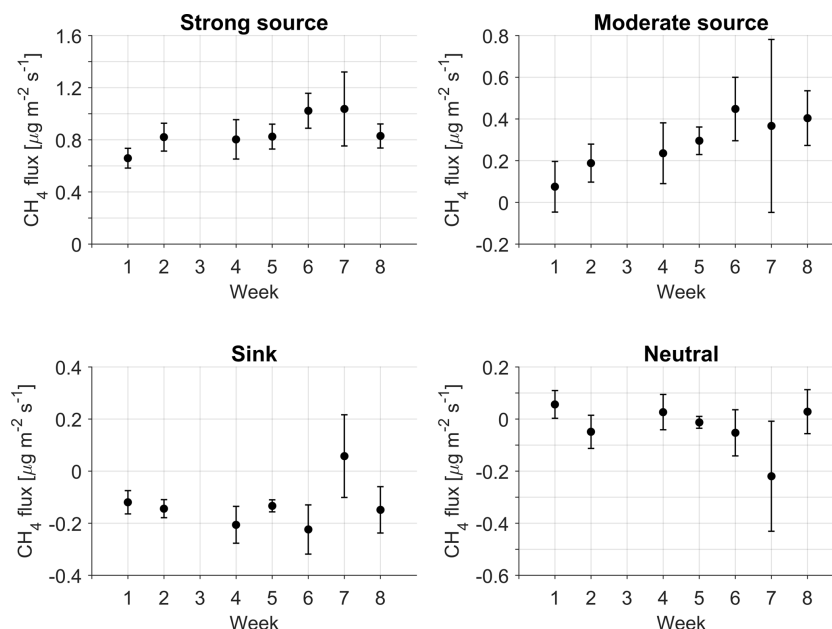 Strong source
CH₄ flux [μg m⁻² s⁻¹]
1.6
1.2
0.8
0.4
0
1 2 3 4 5 6 7 8
Week
Moderate source
CH₄ flux [μg m⁻² s⁻¹]
0.8
0.6
0.4
0.2
0
-0.2
1 2 3 4 5 6 7 8
Week
Sink
CH₄ flux [μg m⁻² s⁻¹]
0.4
0.2
0
-0.2
-0.4
1 2 3 4 5 6 7 8
Week
Neutral
CH₄ flux [μg m⁻² s⁻¹]
0.2
0
-0.2
-0.4
-0.6
1 2 3 4 5 6 7 8
Week